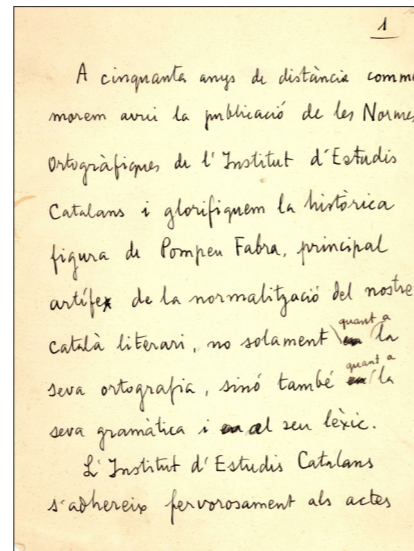 1
A cinquanta anys de distància comme
morem avui la publicació de les Normes
Ortogràfiques de l'Institut d'Estudis
Catalans i glorifiquem la històrica
figura de Pompeu Fabra, principal
artífex de la normalització del nostre
català literari, no solament quant a la
seva ortografia, sinó també quant a la
seva gramàtica i al seu lèxic.
L'Institut d'Estudis Catalans
s'adhereix fervorosament als actes